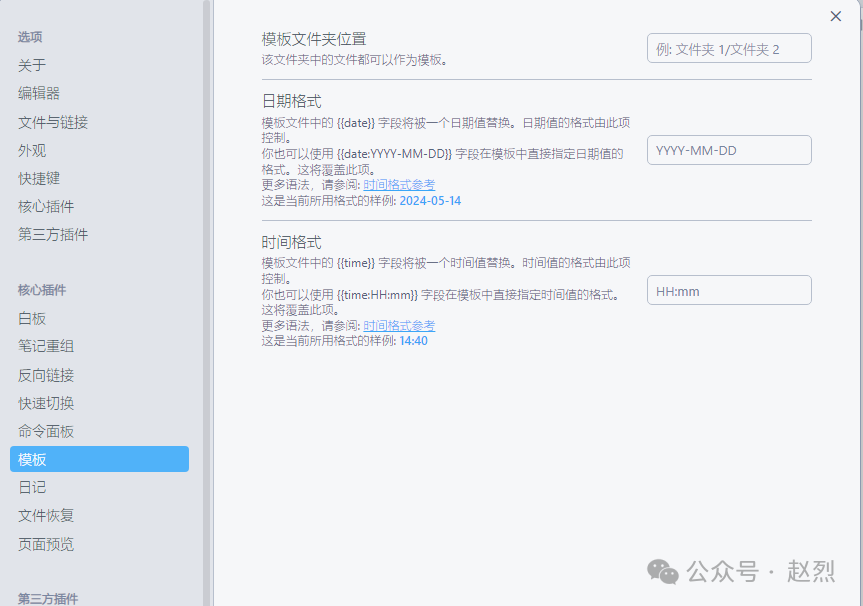 选项
关于
编辑器
文件与链接
外观
快捷键
核心插件
第三方插件
核心插件
白板
笔记重组
反向链接
快速切换
命令面板
模板
日记
文件恢复
页面预览
第三方插件
模板文件夹位置
该文件夹中的文件都可以作为模板。
例: 文件夹 1/文件夹 2
日期格式
模板文件中的 {{date}} 字段将被一个日期值替换。日期值的格式由此项
控制。
你也可以使用 {{date:YYYY-MM-DD}} 字段在模板中直接指定日期值的
格式。这将覆盖此项。
更多语法，请参阅: 时间格式参考
这是当前所用格式的样例: 2024-05-14
YYYY-MM-DD
时间格式
模板文件中的 {{time}} 字段将被一个时间值替换。时间值的格式由此项
控制。
你也可以使用 {{time:HH:mm}} 字段在模板中直接指定时间值的格式。
这将覆盖此项。
更多语法，请参阅: 时间格式参考
这是当前所用格式的样例: 14:40
HH:mm
公众号 · 赵烈